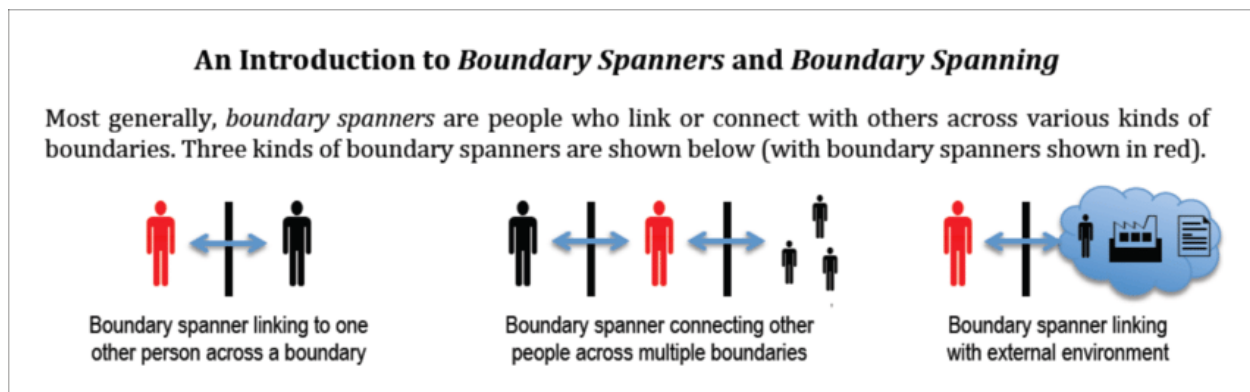 An Introduction to Boundary Spanners and Boundary Spanning
Most generally, boundary spanners are people who link or connect with others across various kinds of
boundaries. Three kinds of boundary spanners are shown below (with boundary spanners shown in red).
Boundary spanner linking to one
other person across a boundary
Boundary spanner connecting other
people across multiple boundaries
Boundary spanner linking
with external environment